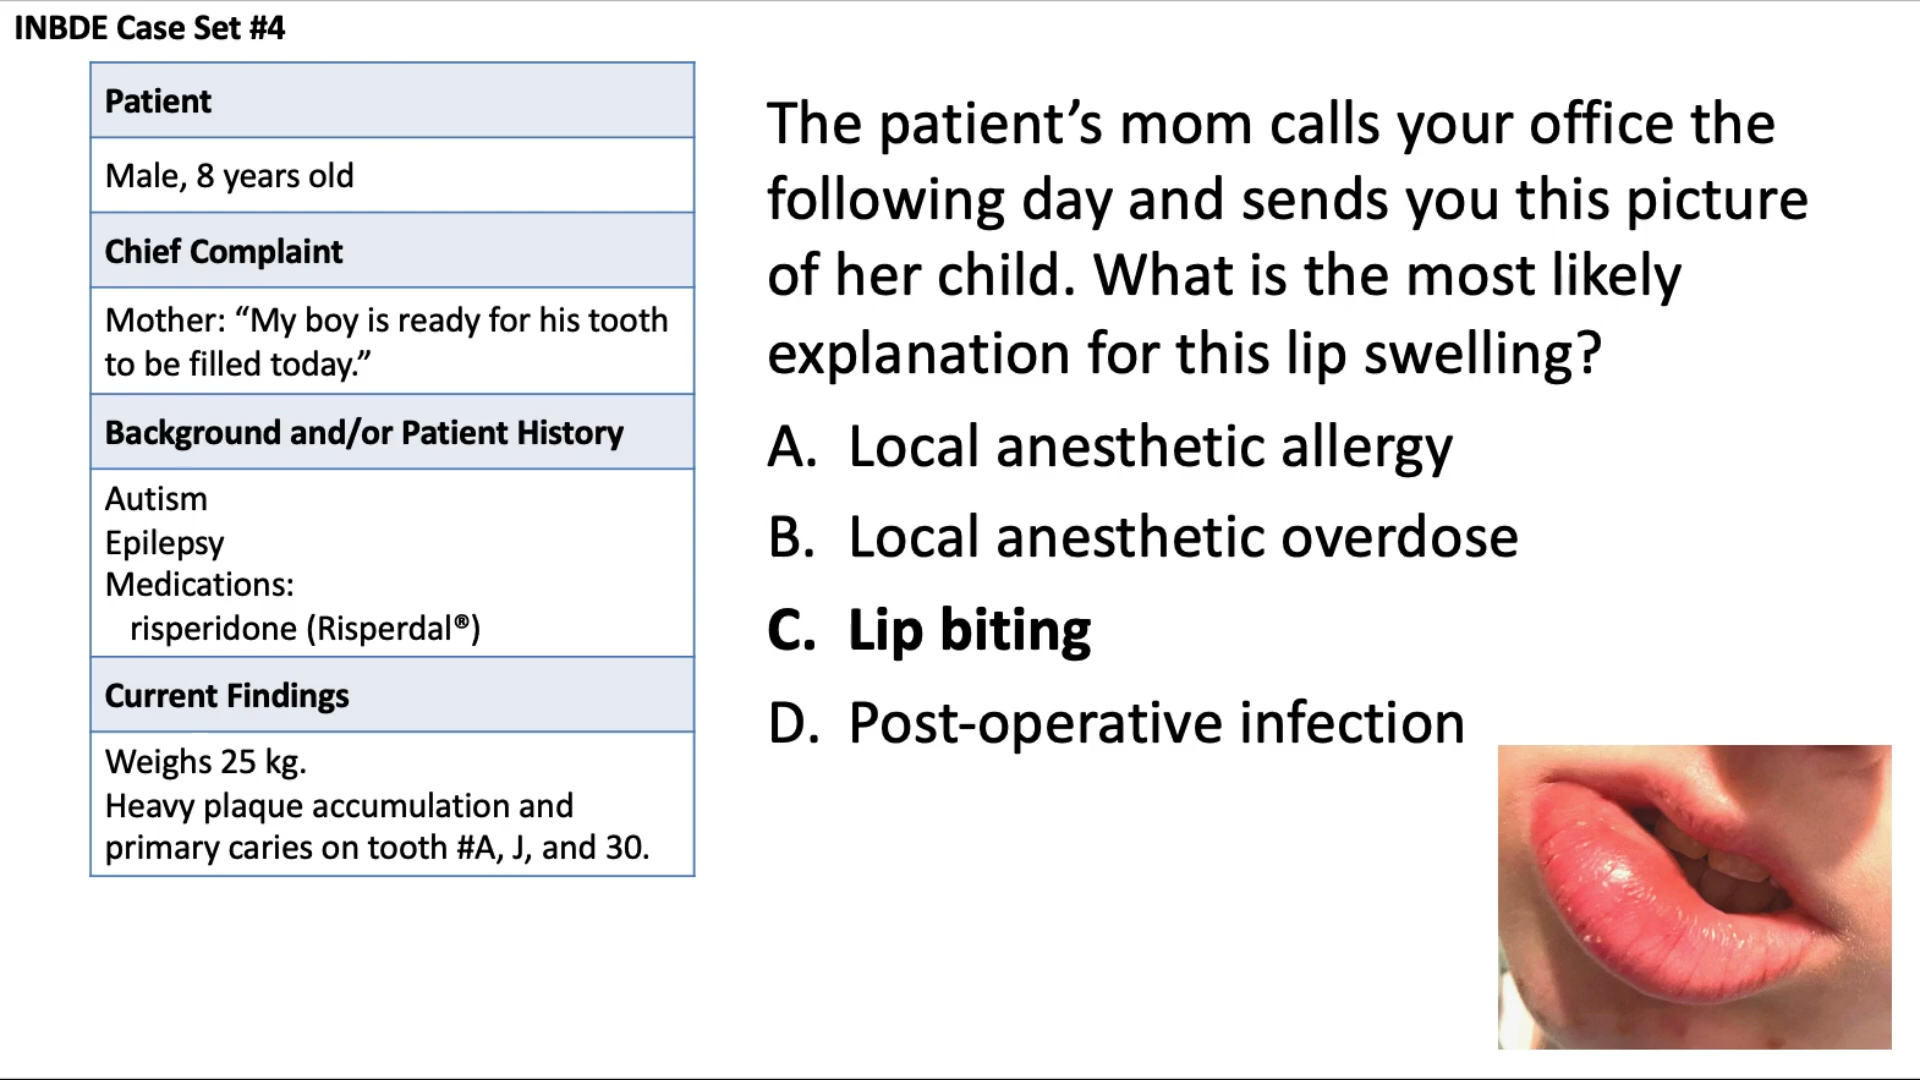 INBDE Case Set #4
Patient
Male, 8 years old
Chief Complaint
Mother: “My boy is ready for his tooth
to be filled today.”
Background and/or Patient History
Autism
Epilepsy
Medications:
risperidone (Risperdal®)
Current Findings
Weighs 25 kg.
Heavy plaque accumulation and
primary caries on tooth #A, J, and 30.
The patient’s mom calls your office the
following day and sends you this picture
of her child. What is the most likely
explanation for this lip swelling?
A. Local anesthetic allergy
B. Local anesthetic overdose
C. Lip biting
D. Post-operative infection